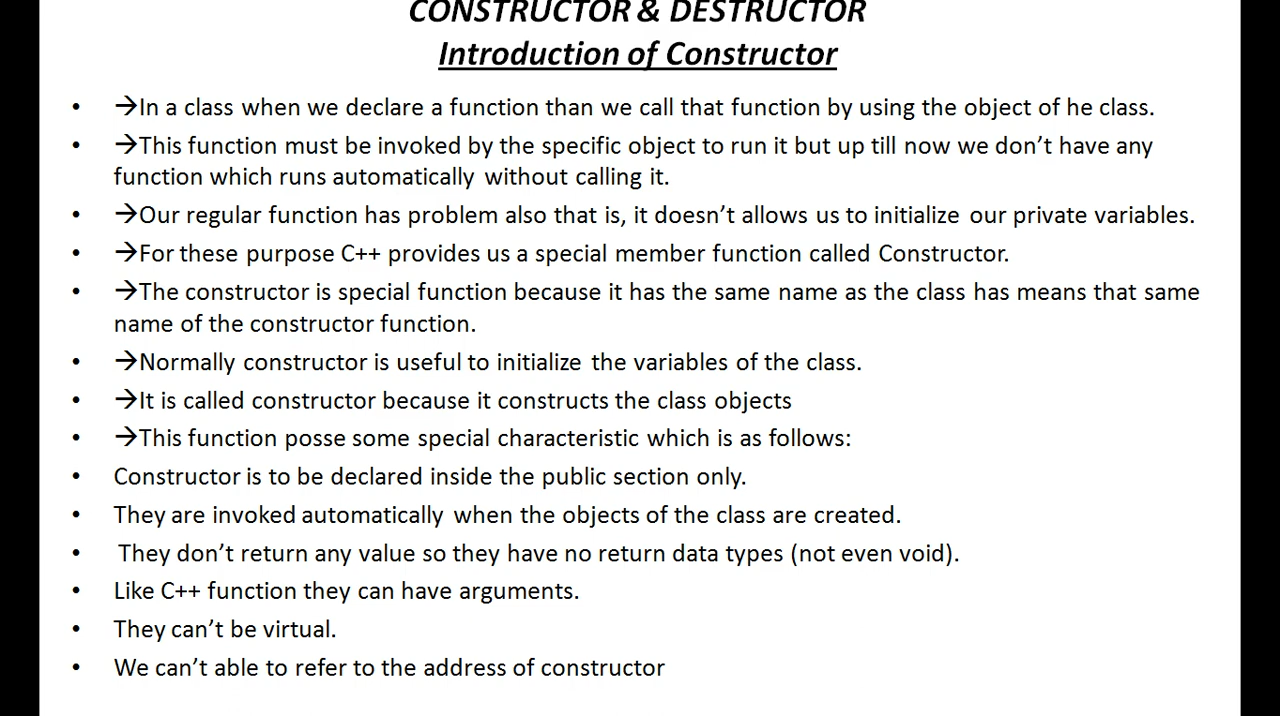 CONSTRUCTOR & DESTRUCTOR
Introduction of Constructor
• →In a class when we declare a function than we call that function by using the object of he class.
• →This function must be invoked by the specific object to run it but up till now we don't have any
function which runs automatically without calling it.
• →Our regular function has problem also that is, it doesn't allows us to initialize our private variables.
• →For these purpose C++ provides us a special member function called Constructor.
• →The constructor is special function because it has the same name as the class has means that same
name of the constructor function.
• →Normally constructor is useful to initialize the variables of the class.
• →It is called constructor because it constructs the class objects
• →This function posse some special characteristic which is as follows:
• Constructor is to be declared inside the public section only.
• They are invoked automatically when the objects of the class are created.
• They don't return any value so they have no return data types (not even void).
• Like C++ function they can have arguments.
• They can't be virtual.
• We can't able to refer to the address of constructor